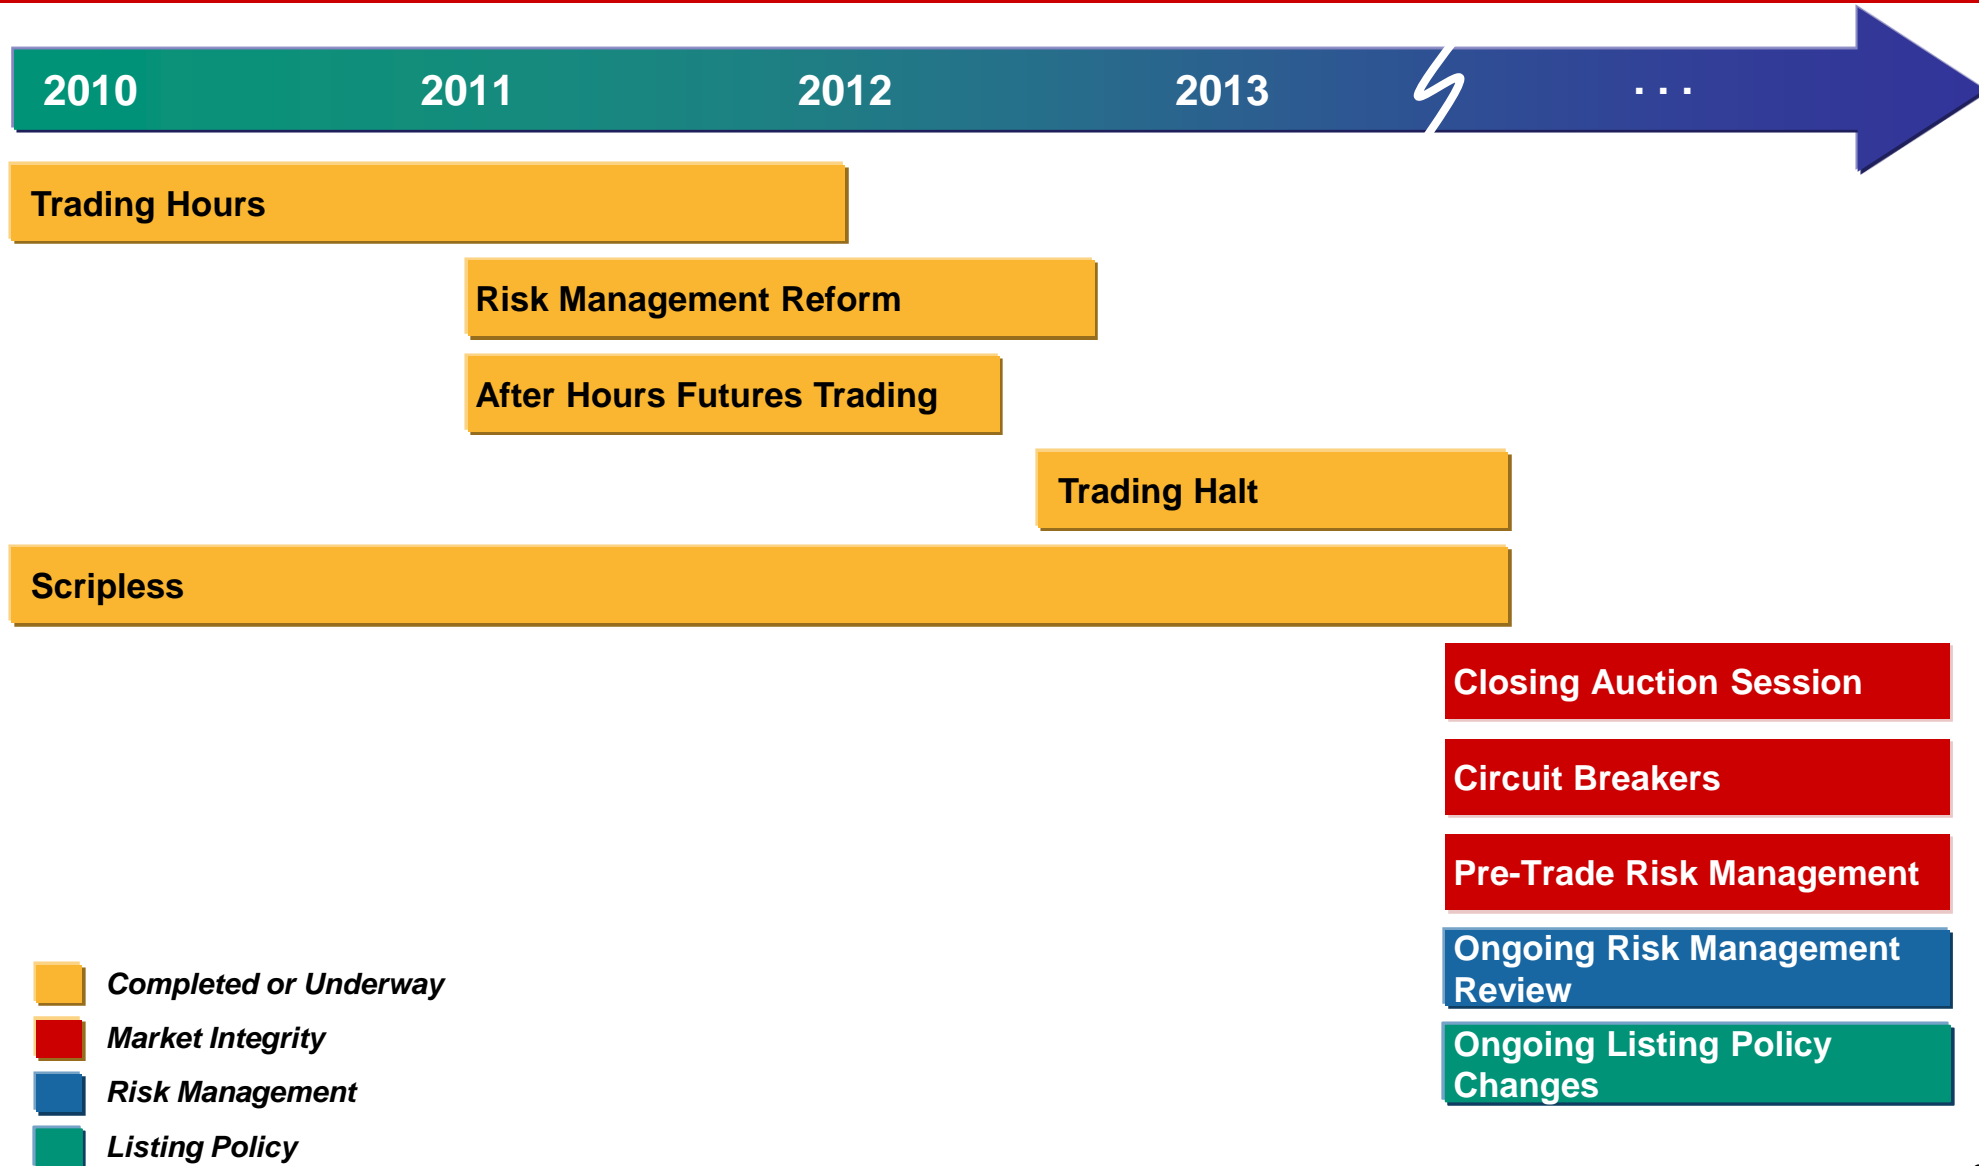 2010 2011 2012 2013 . . .
Trading Hours
Risk Management Reform
After Hours Futures Trading
Trading Halt
Scripless
Closing Auction Session
Circuit Breakers
Pre-Trade Risk Management
Ongoing Risk Management
Review
Ongoing Listing Policy
Changes
Completed or Underway
Market Integrity
Risk Management
Listing Policy